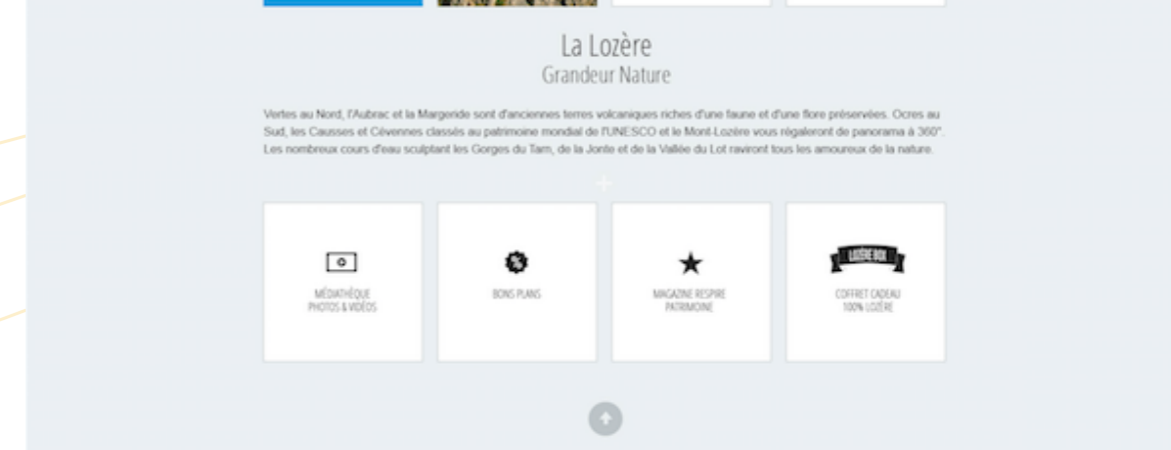 La Lozère
Grandeur Nature
Vertes au Nord, l'Aubrac et la Margeride sont d'anciennes terres volcaniques riches d'une faune et d'une flore préservées. Ocres au
Sud, les Causses et Cévennes classés au patrimoine mondial de l'UNESCO et le Mont-Lozère vous régaleront de panorama à 360°.
Les nombreux cours d'eau sculptant les Gorges du Tarn, de la Jonte et de la Vallée du Lot raviront tous les amoureux de la nature.
MÉDIATHÈQUE
PHOTOS & VIDÉOS
BONS PLANS
MAGAZINE RESPIRE
PATRIMOINE
LOZÈRE BOX
COFFRET CADEAU
100% LOZÈRE